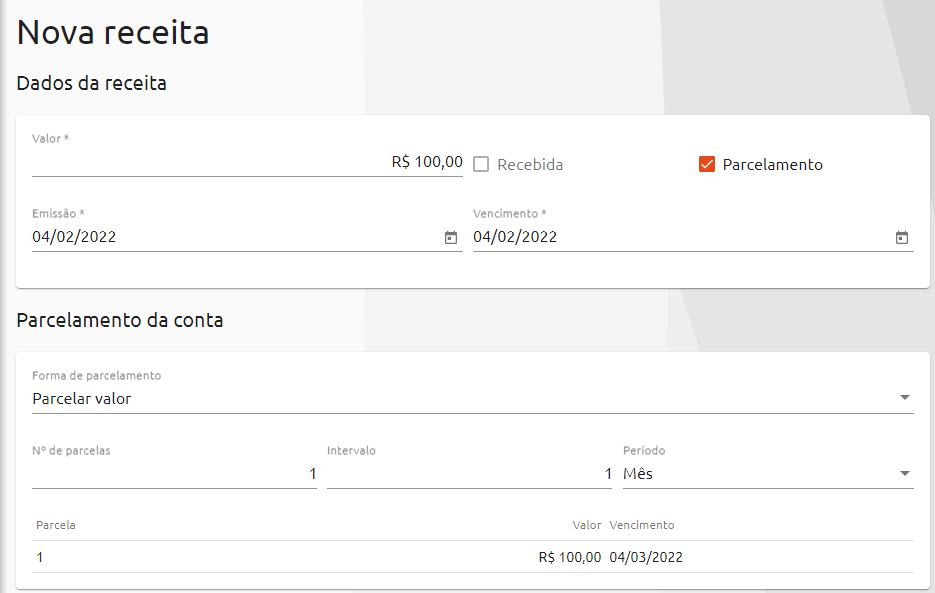 Nova receita
Dados da receita
Valor *
R$ 100,00 Recebida Parcelamento
Emissão * Vencimento *
04/02/2022 04/02/2022
Parcelamento da conta
Forma de parcelamento
Parcelar valor
Nº de parcelas Intervalo Período
1 1 Mês
Parcela Valor Vencimento
1 R$ 100,00 04/03/2022